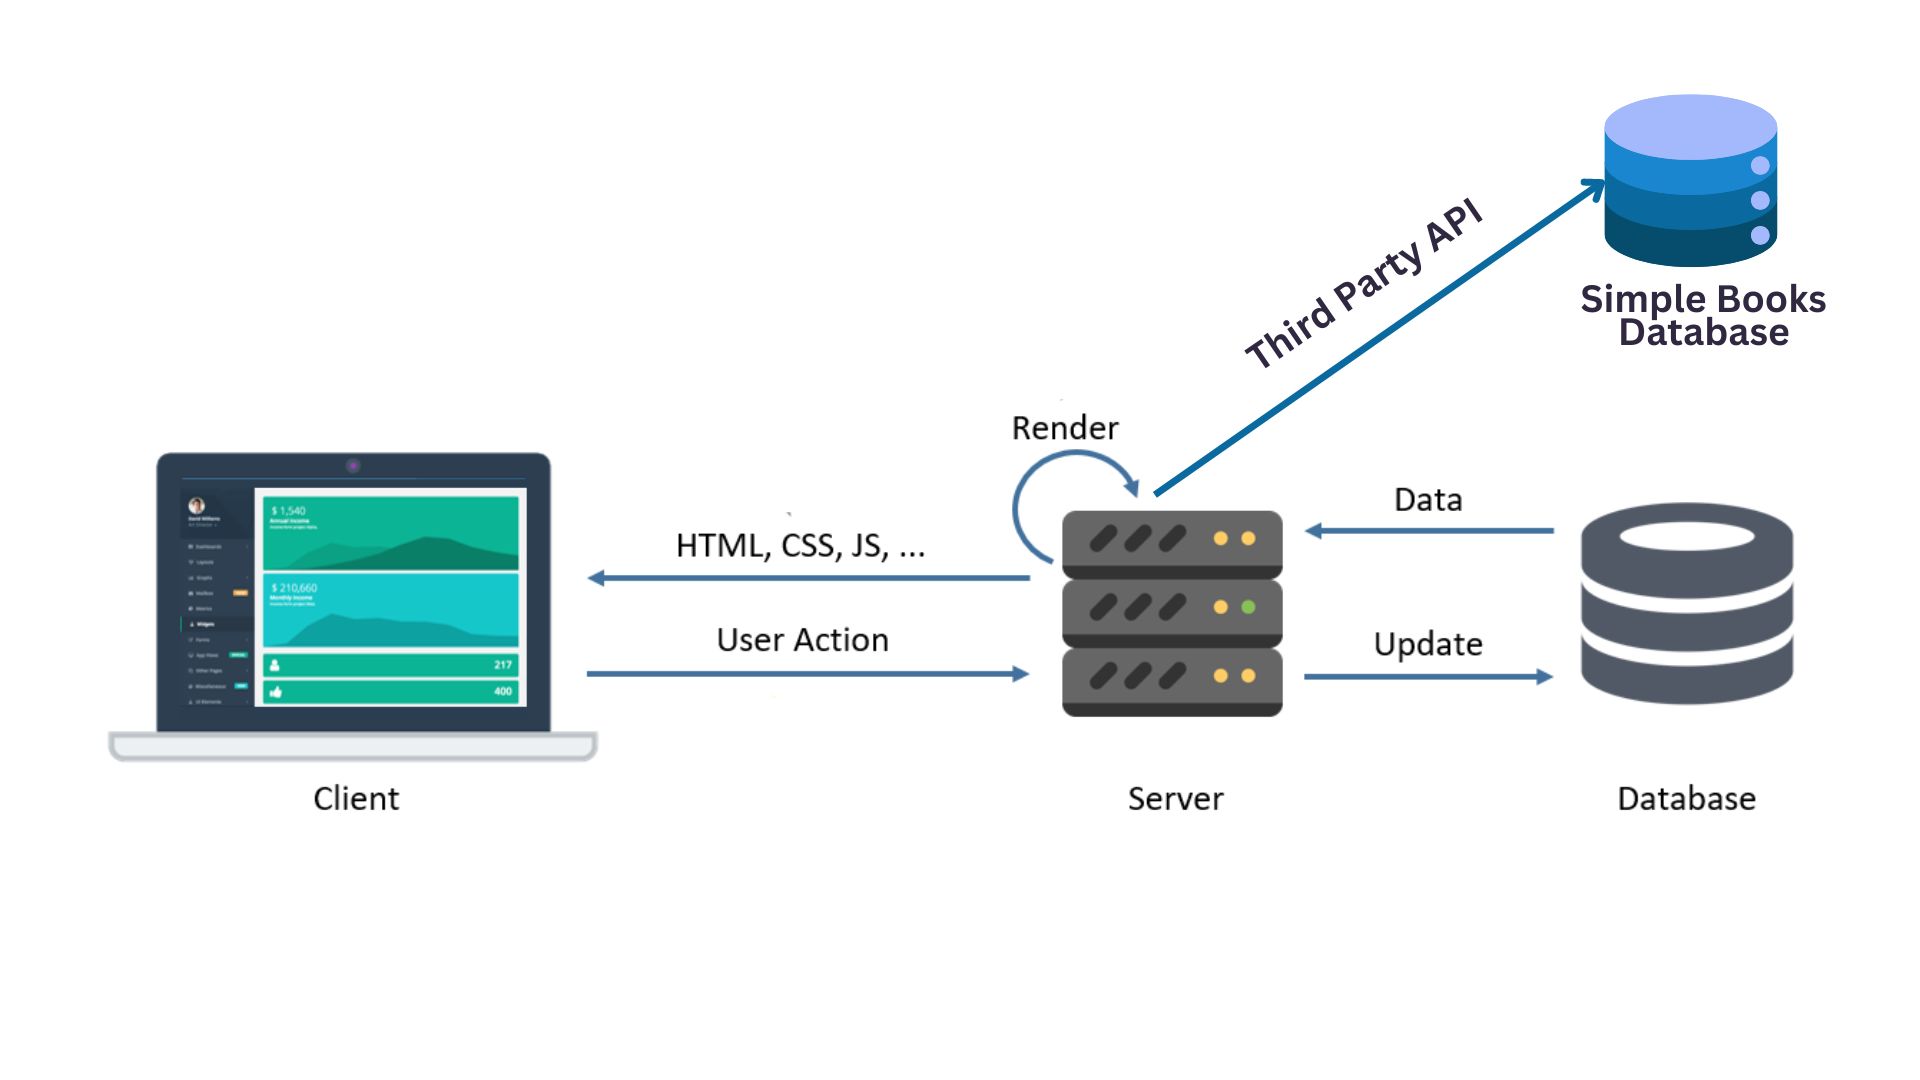 Simple Books
Database
Third Party API
Render
Data
HTML, CSS, JS, ...
User Action
Update
$ 1,540
Annual Income
$ 210,660
Monthly Income
Widgets
217
400
Client
Server
Database